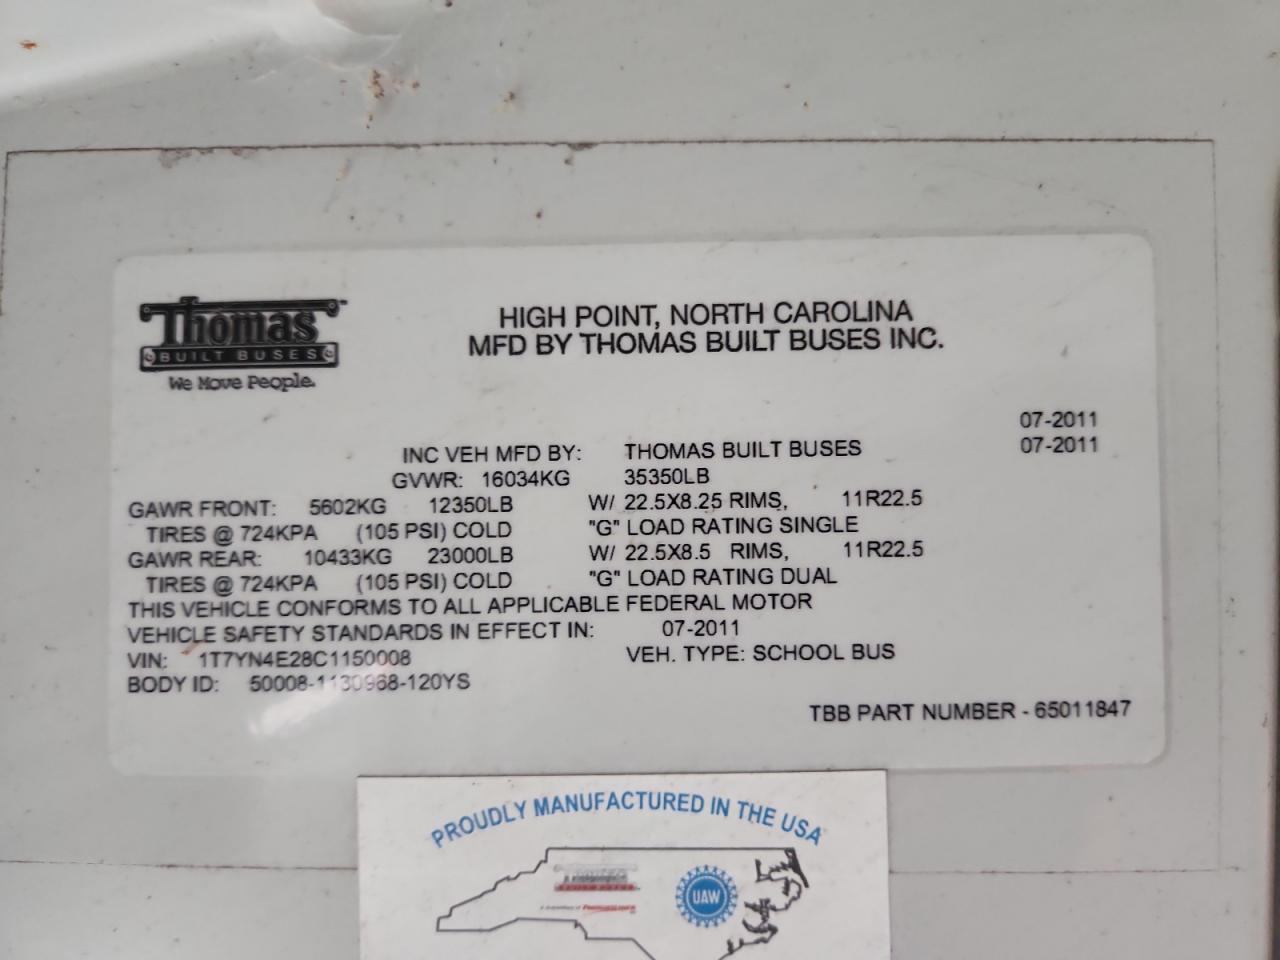 Thomas
BUILT BUSES
We Move People.
HIGH POINT, NORTH CAROLINA
MFD BY THOMAS BUILT BUSES INC.
07-2011
INC VEH MFD BY: THOMAS BUILT BUSES 07-2011
GVWR: 16034KG 35350LB
GAWR FRONT: 5602KG 12350LB W/ 22.5X8.25 RIMS, 11R22.5
TIRES @ 724KPA (105 PSI) COLD "G" LOAD RATING SINGLE
GAWR REAR: 10433KG 23000LB W/ 22.5X8.5 RIMS, 11R22.5
TIRES @ 724KPA (105 PSI) COLD "G" LOAD RATING DUAL
THIS VEHICLE CONFORMS TO ALL APPLICABLE FEDERAL MOTOR
VEHICLE SAFETY STANDARDS IN EFFECT IN: 07-2011
VIN: 1T7YN4E28C1150008 VEH. TYPE: SCHOOL BUS
BODY ID: 50008-1130968-120YS
TBB PART NUMBER - 65011847
PROUDLY MANUFACTURED IN THE USA
UAW